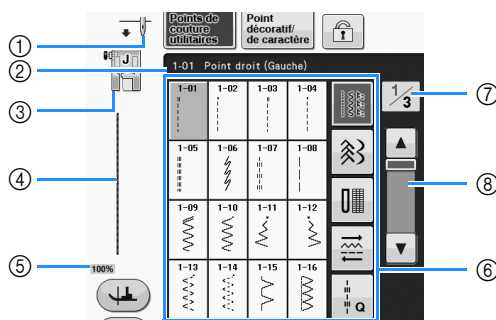 Points de
couture
utilitaires
Point
décoratif/
de caractère
①
②
1-01 Point droit (Gauche)
J
③
④
⑤
100%
1-01 1-02 1-03 1-04
1-05 1-06 1-07 1-08
1-09 1-10 1-11 1-12
1-13 1-14 1-15 1-16
Q
1/3
⑦
⑧
⑥